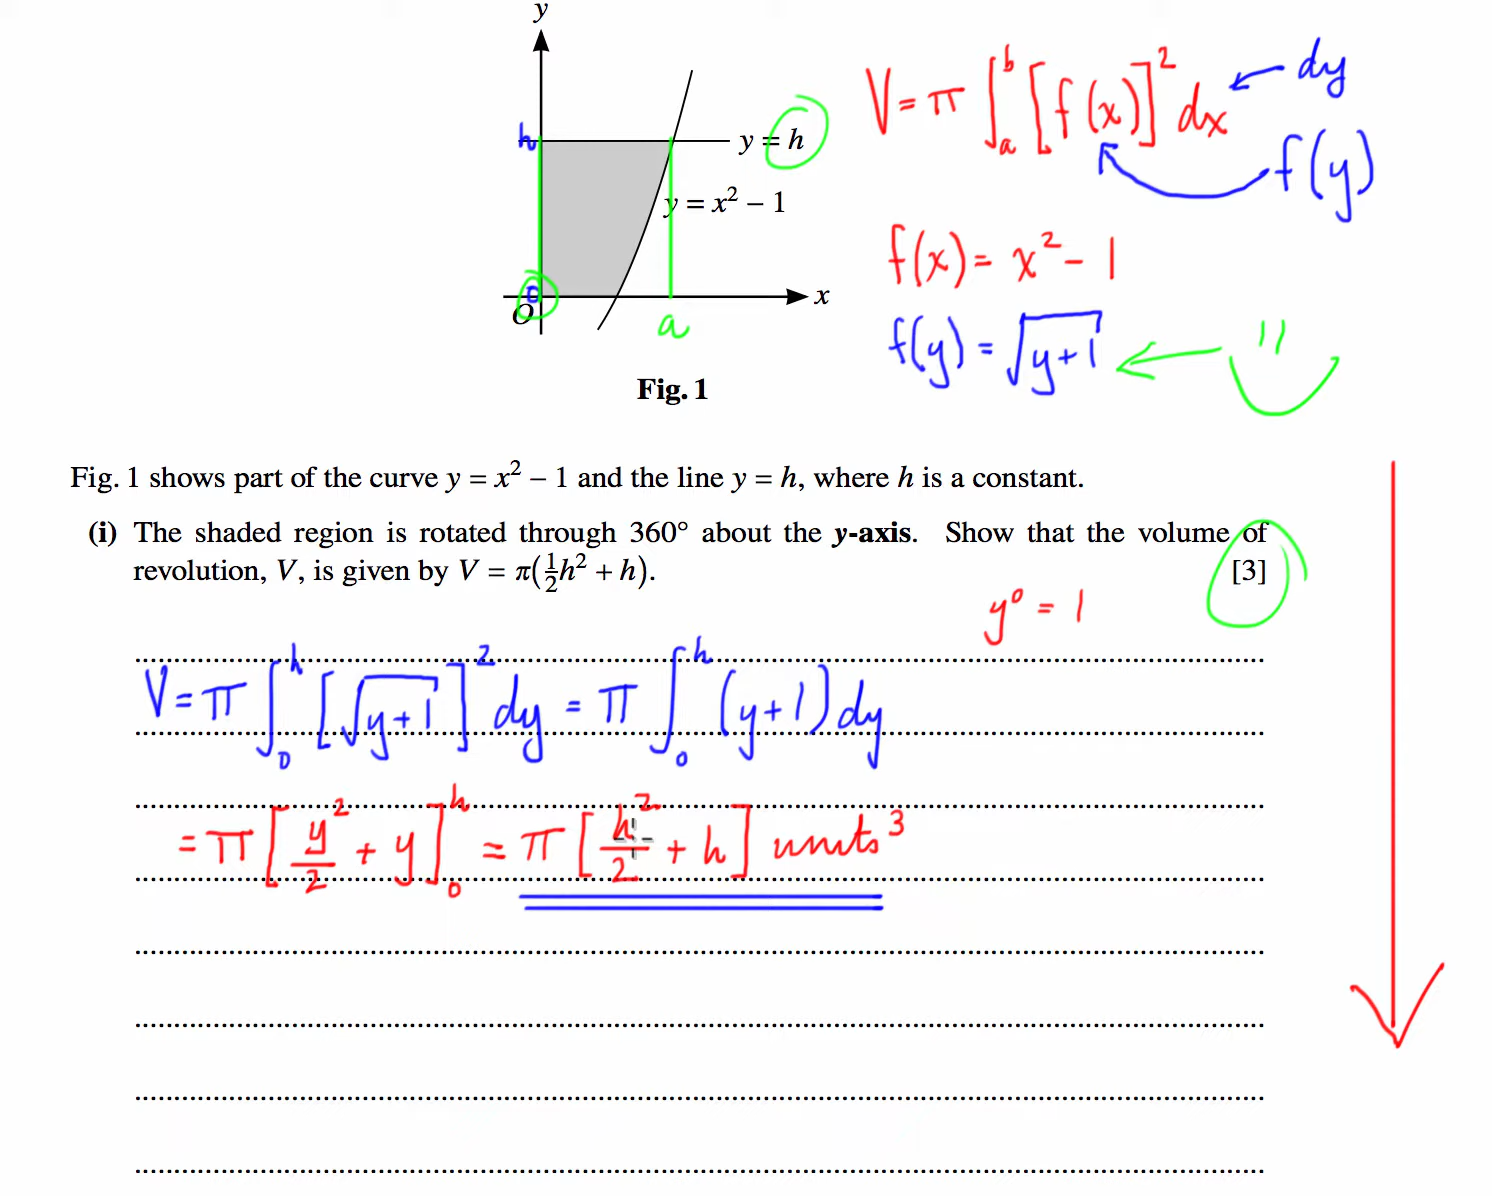 y
V = π ∫ₐᵇ [f(x)]² dx ← dy
f(y)
h
y = h
y = x² − 1
f(x) = x² − 1
0
O
x
a
f(y) = √(y+1)
Fig. 1
Fig. 1 shows part of the curve y = x² − 1 and the line y = h, where h is a constant.
(i) The shaded region is rotated through 360° about the y-axis. Show that the volume of
revolution, V, is given by V = π(½h² + h). [3]
y⁰ = 1
V = π ∫₀ʰ [√(y+1)]² dy = π ∫₀ʰ (y+1) dy
= π [y²/2 + y]₀ʰ = π [h²/2 + h] units³